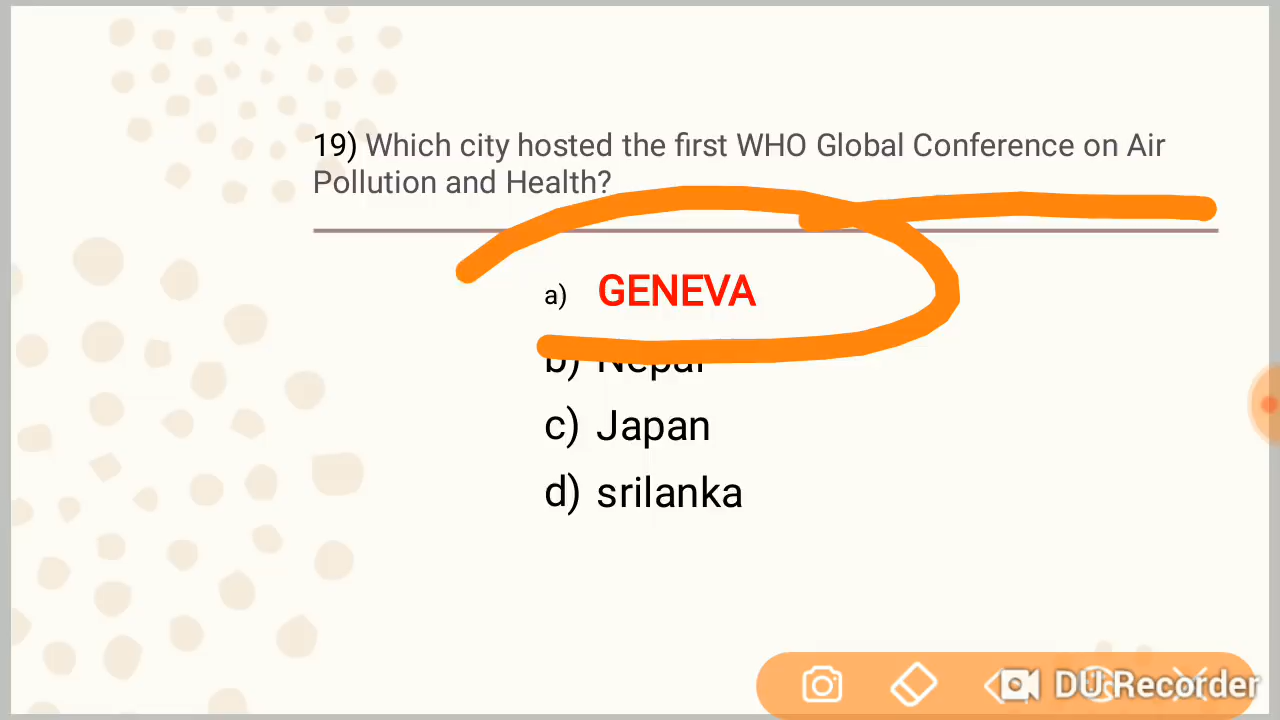 19) Which city hosted the first WHO Global Conference on Air
Pollution and Health?
a) GENEVA
b) Nepal
c) Japan
d) srilanka
DU Recorder